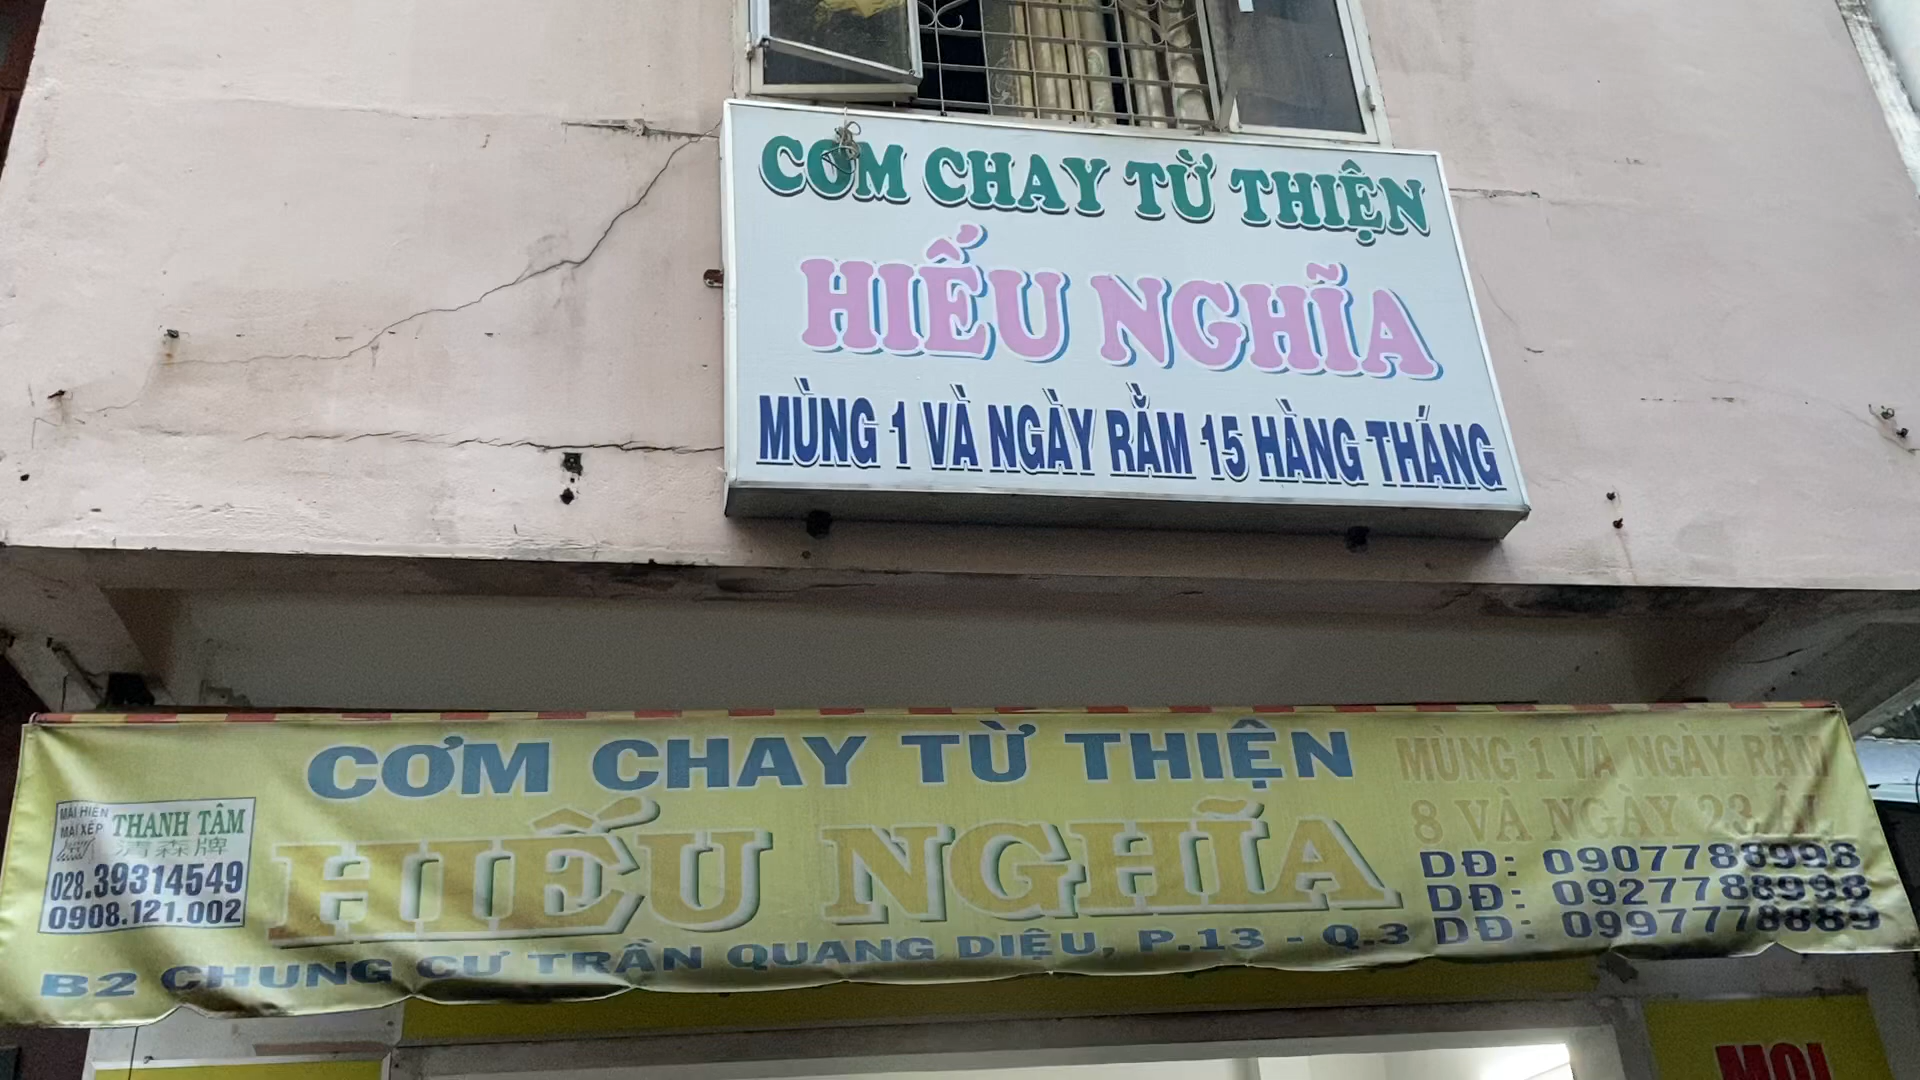 CƠM CHAY TỪ THIỆN
HIẾU NGHĨA
MÙNG 1 VÀ NGÀY RẰM 15 HÀNG THÁNG
CƠM CHAY TỪ THIỆN
HIẾU NGHĨA
B2 CHUNG CƯ TRẦN QUANG DIỆU, P.13 - Q.3
MÙNG 1 VÀ NGÀY RẰM
8 VÀ NGÀY 23 ÂL
DĐ: 0907788998
DĐ: 0927788998
DĐ: 0997778889
MÁI HIÊN
MÁI XẾP
THANH TÂM
清森牌
028.39314549
0908.121.002
MỌI